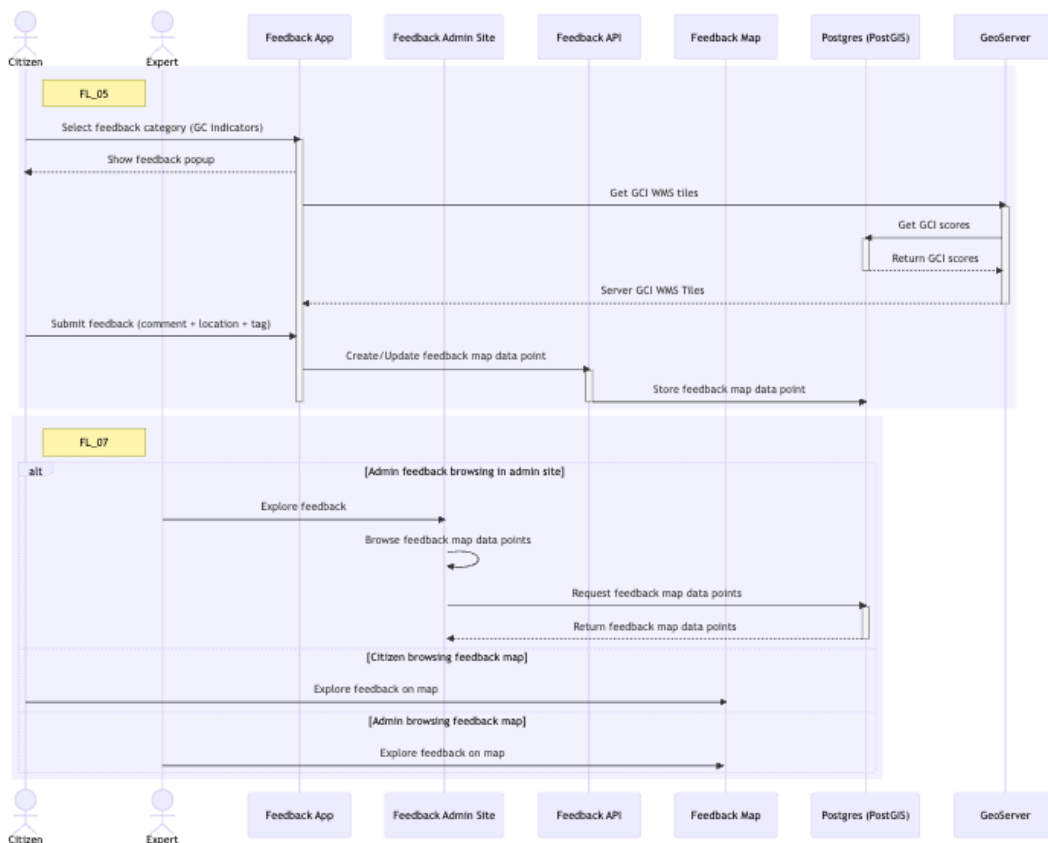 Citizen
Expert
Feedback App
Feedback Admin Site
Feedback API
Feedback Map
Postgres (PostGIS)
GeoServer
FL_05
Select feedback category (GC indicators)
Show feedback popup
Get GCI WMS tiles
Get GCI scores
Return GCI scores
Server GCI WMS Tiles
Submit feedback (comment + location + tag)
Create/Update feedback map data point
Store feedback map data point
FL_07
alt
[Admin feedback browsing in admin site]
Explore feedback
Browse feedback map data points
Request feedback map data points
Return feedback map data points
[Citizen browsing feedback map]
Explore feedback on map
[Admin browsing feedback map]
Explore feedback on map
Citizen
Expert
Feedback App
Feedback Admin Site
Feedback API
Feedback Map
Postgres (PostGIS)
GeoServer